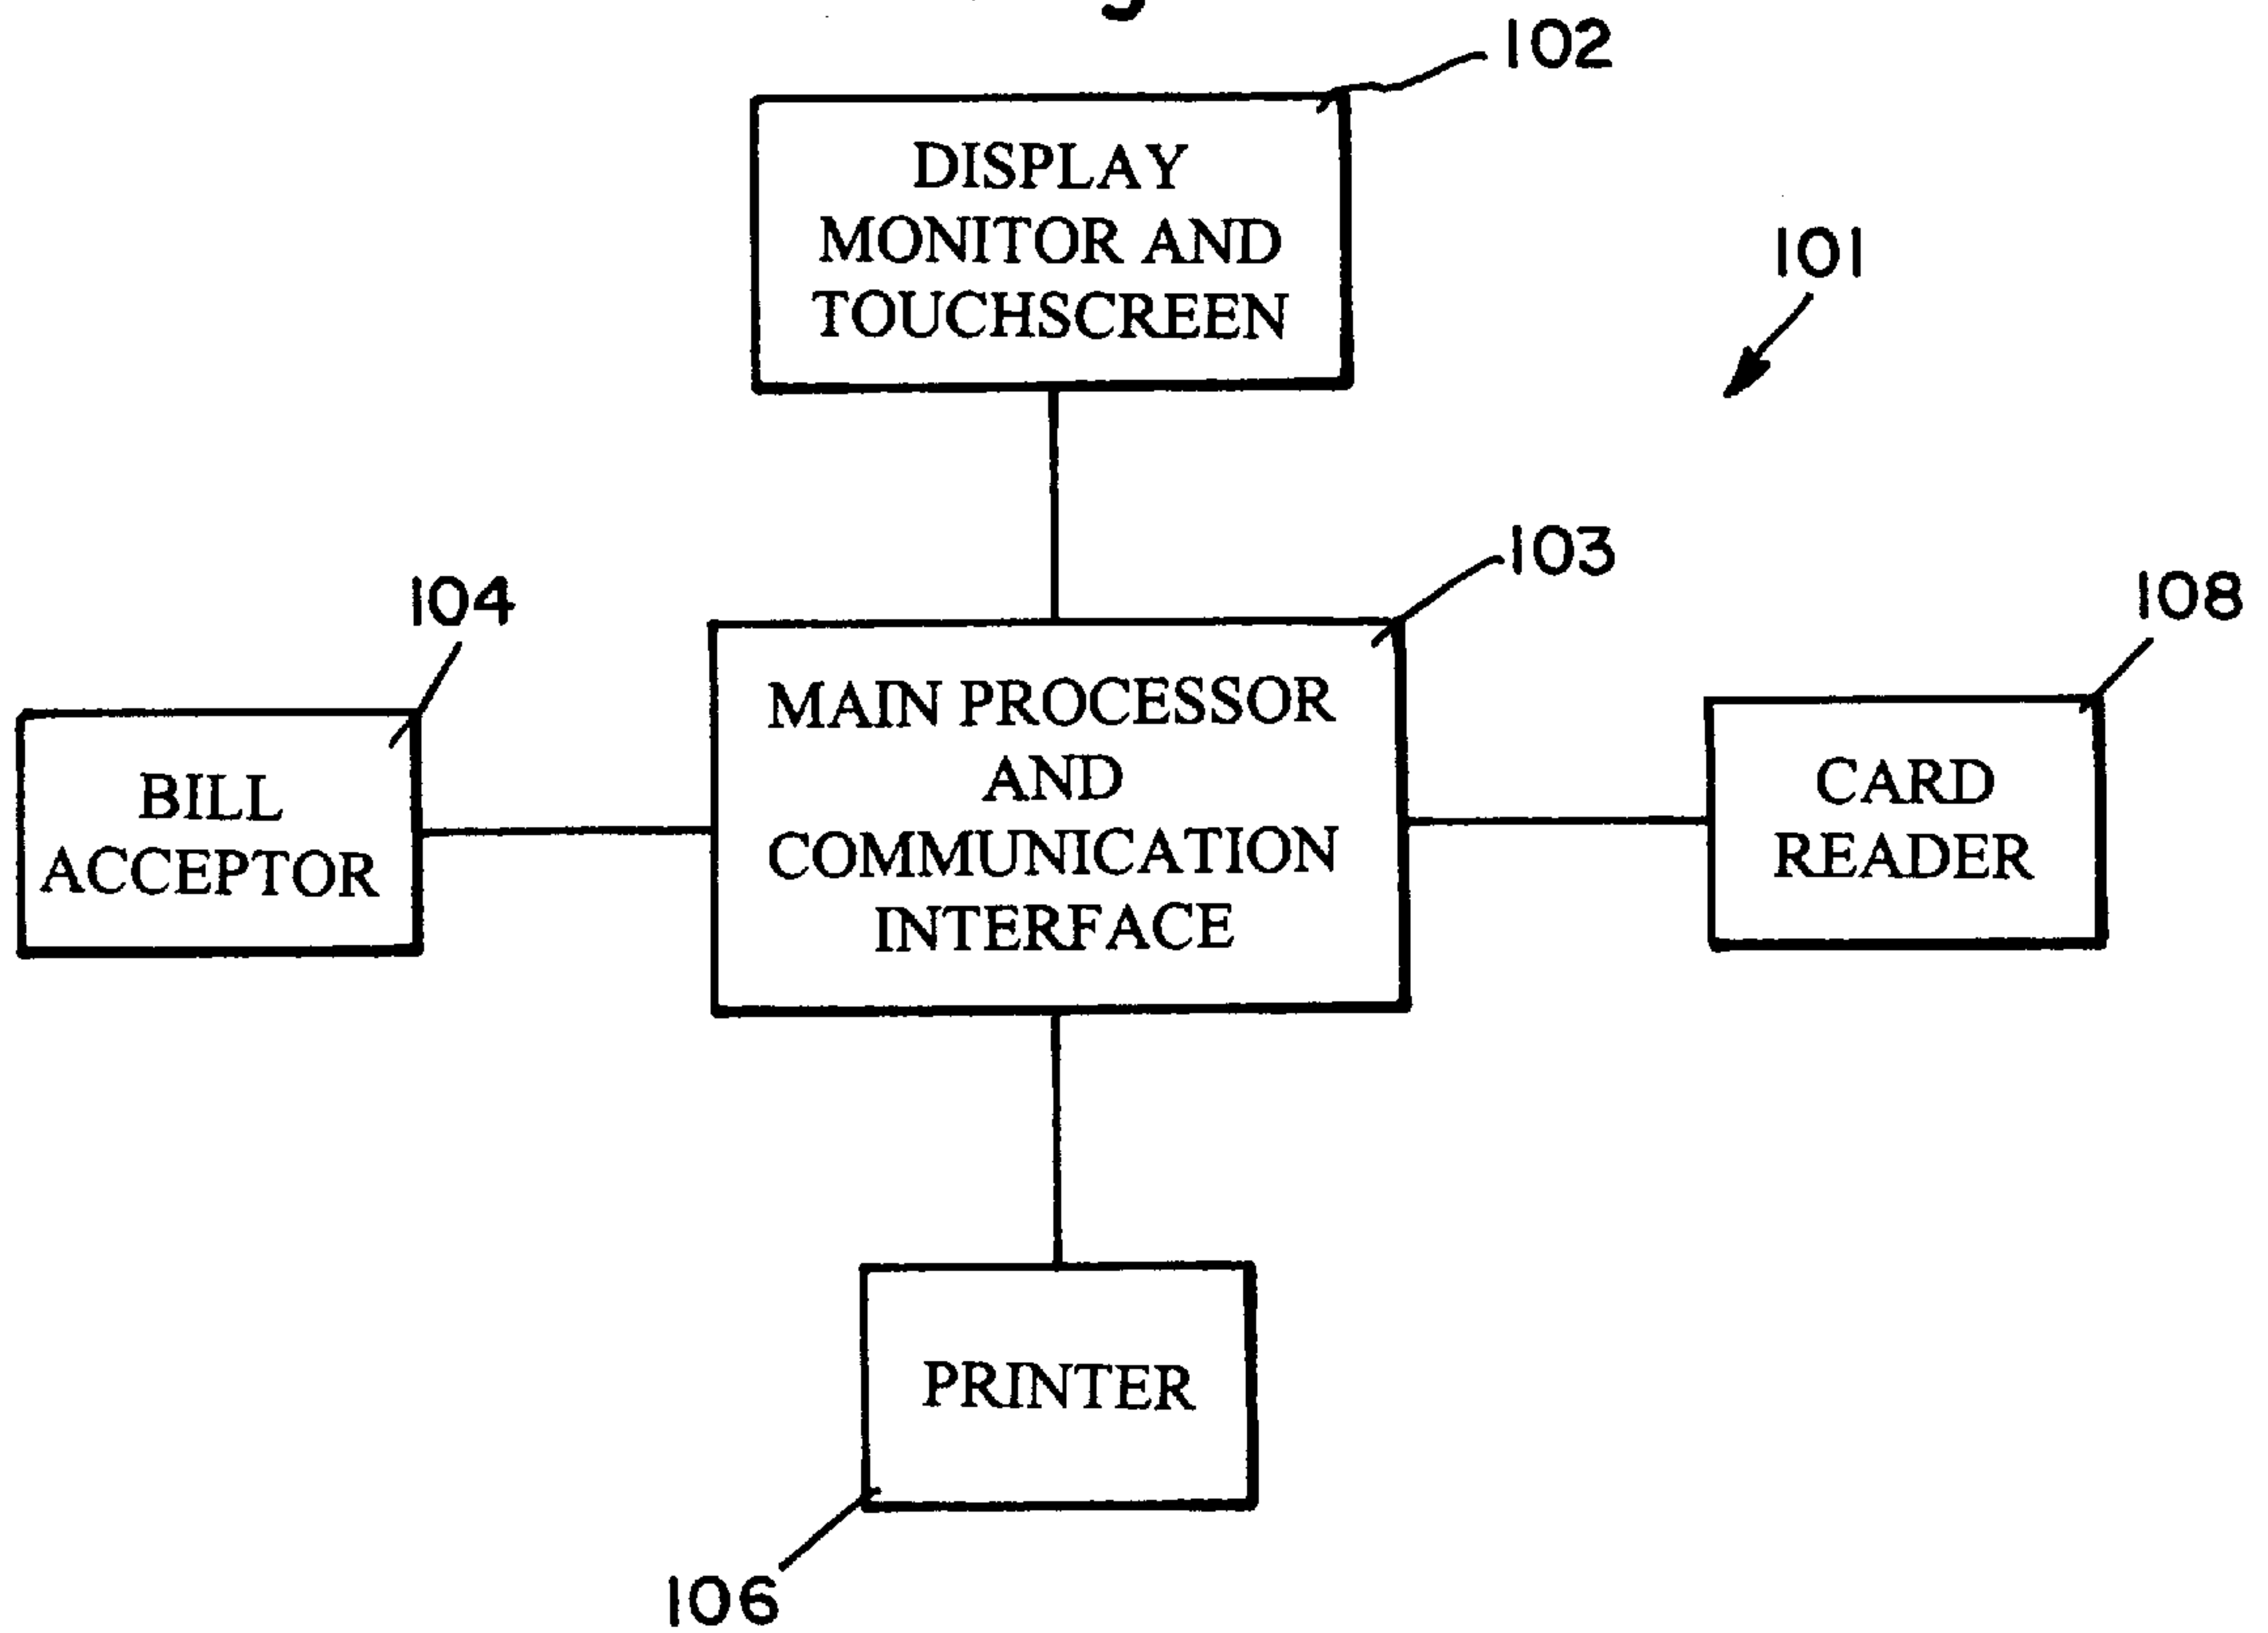 102
DISPLAY
MONITOR AND
TOUCHSCREEN
101
103
104
108
MAIN PROCESSOR
AND
COMMUNICATION
INTERFACE
BILL
ACCEPTOR
CARD
READER
PRINTER
106